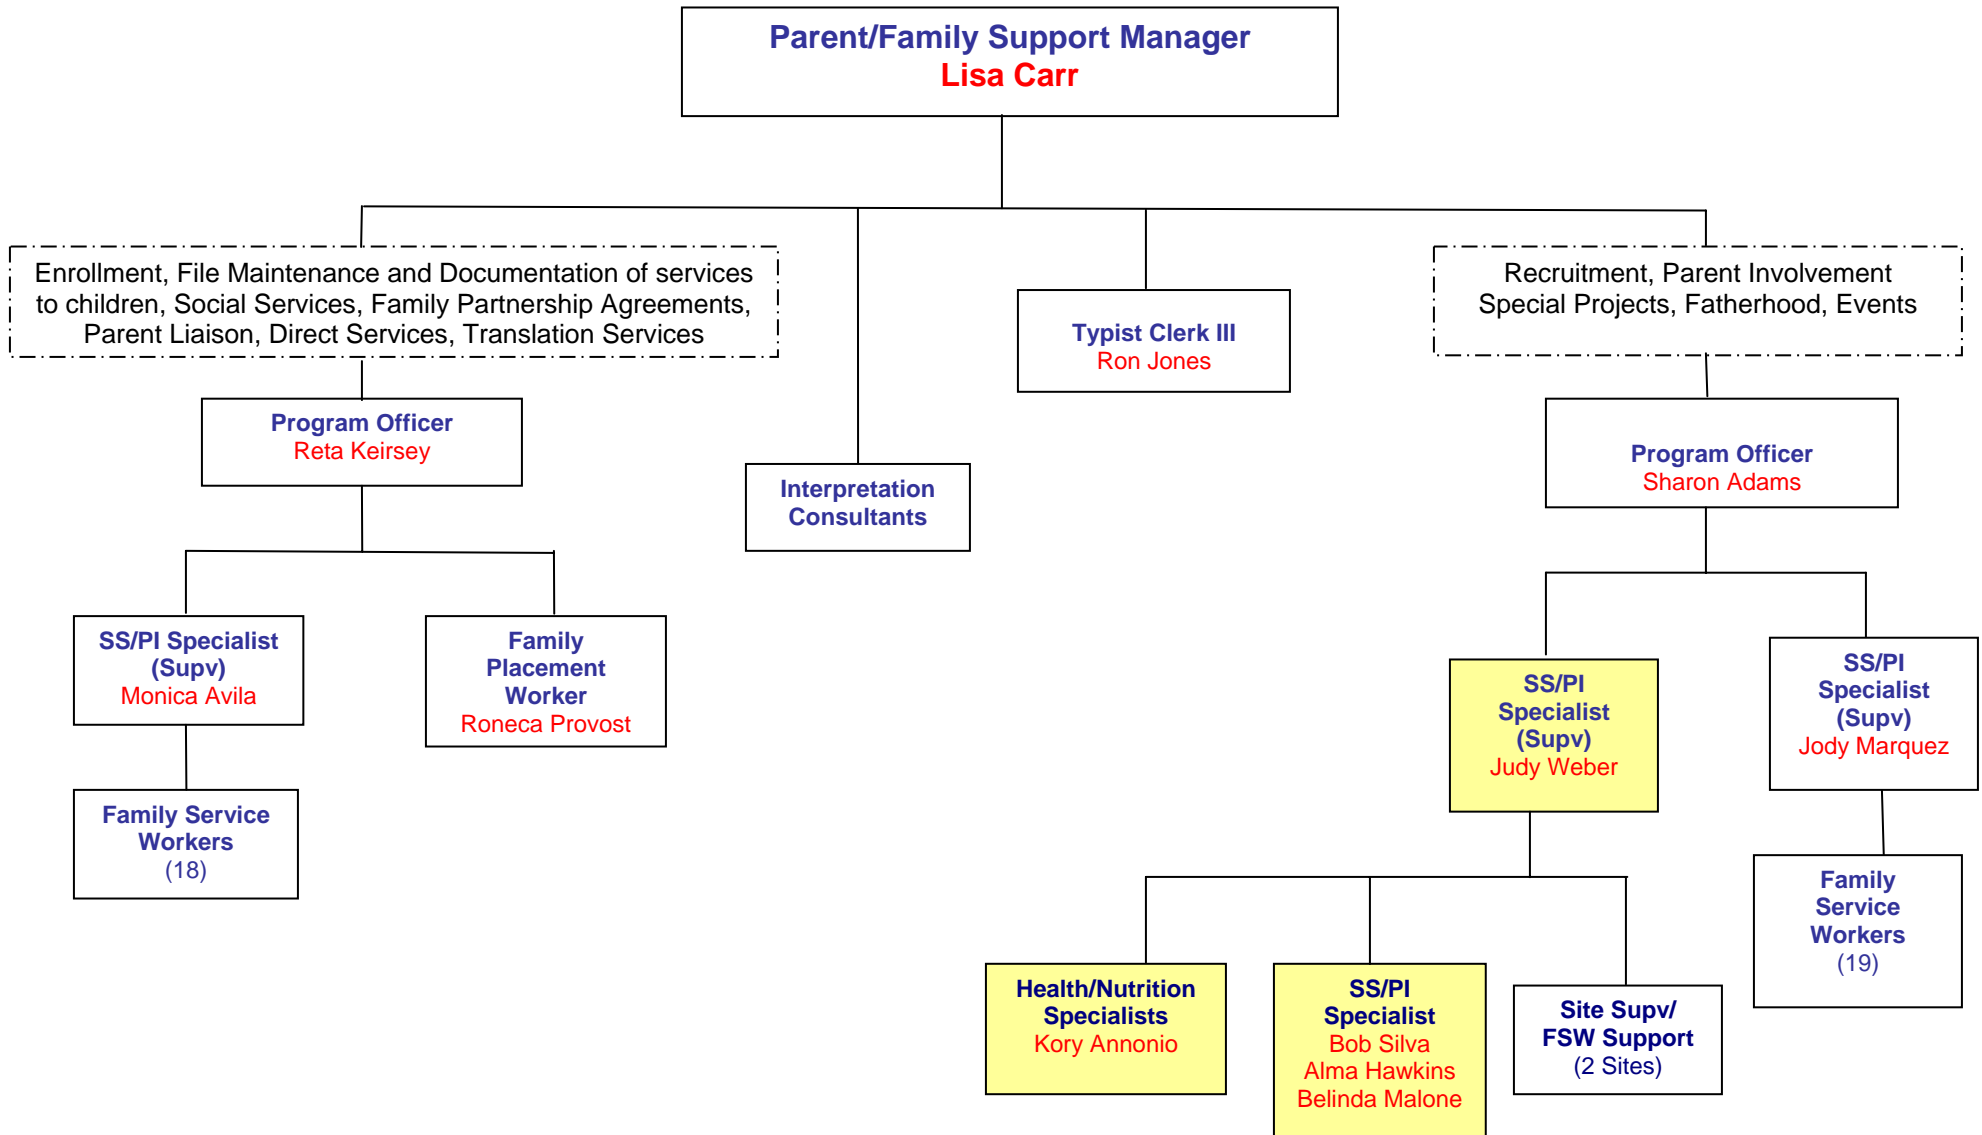 Parent/Family Support Manager
Lisa Carr
Enrollment, File Maintenance and Documentation of services
to children, Social Services, Family Partnership Agreements,
Parent Liaison, Direct Services, Translation Services
Recruitment, Parent Involvement
Special Projects, Fatherhood, Events
Typist Clerk III
Ron Jones
Program Officer
Reta Keirsey
Interpretation
Consultants
Program Officer
Sharon Adams
SS/PI Specialist
(Supv)
Monica Avila
Family
Placement
Worker
Roneca Provost
SS/PI
Specialist
(Supv)
Judy Weber
SS/PI
Specialist
(Supv)
Jody Marquez
Family Service
Workers
(18)
Family
Service
Workers
(19)
Health/Nutrition
Specialists
Kory Annonio
SS/PI
Specialist
Bob Silva
Alma Hawkins
Belinda Malone
Site Supv/
FSW Support
(2 Sites)